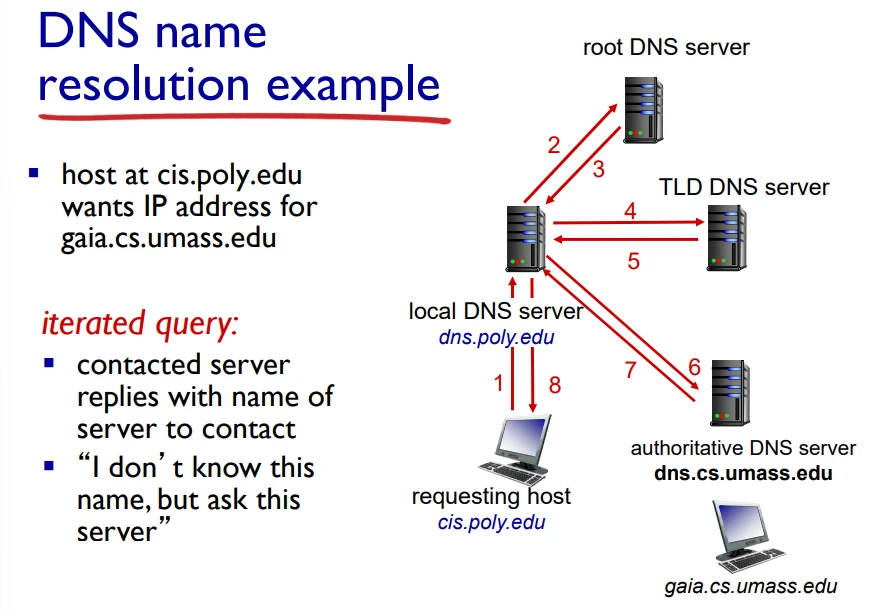 DNS name
resolution example
▪ host at cis.poly.edu
wants IP address for
gaia.cs.umass.edu
iterated query:
▪ contacted server
replies with name of
server to contact
▪ “I don’ t know this
name, but ask this
server”
root DNS server
2
3
TLD DNS server
4
5
local DNS server
dns.poly.edu
1
8
7
6
authoritative DNS server
dns.cs.umass.edu
requesting host
cis.poly.edu
gaia.cs.umass.edu